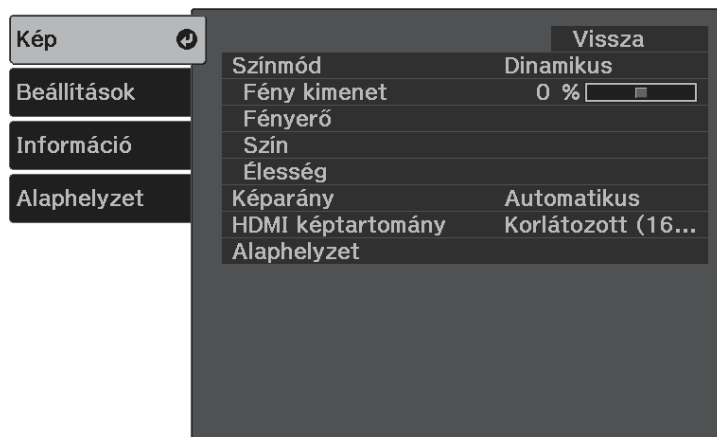 Kép
Beállítások
Információ
Alaphelyzet
Vissza
Színmód Dinamikus
Fény kimenet 0 %
Fényerő
Szín
Élesség
Képarány Automatikus
HDMI képtartomány Korlátozott (16...
Alaphelyzet